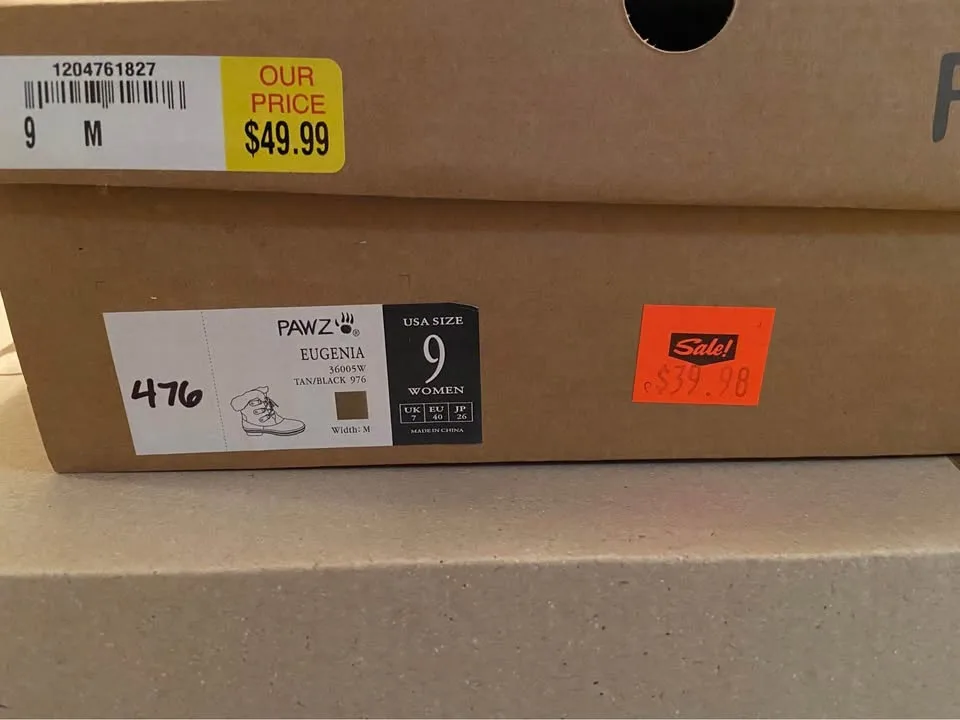 1204761827
9 M
OUR
PRICE
$49.99
476
PAWZ®
EUGENIA
36005W
TAN/BLACK 976
Width: M
USA SIZE
9
WOMEN
UK EU JP
7 40 26
MADE IN CHINA
Sale!
$39.98